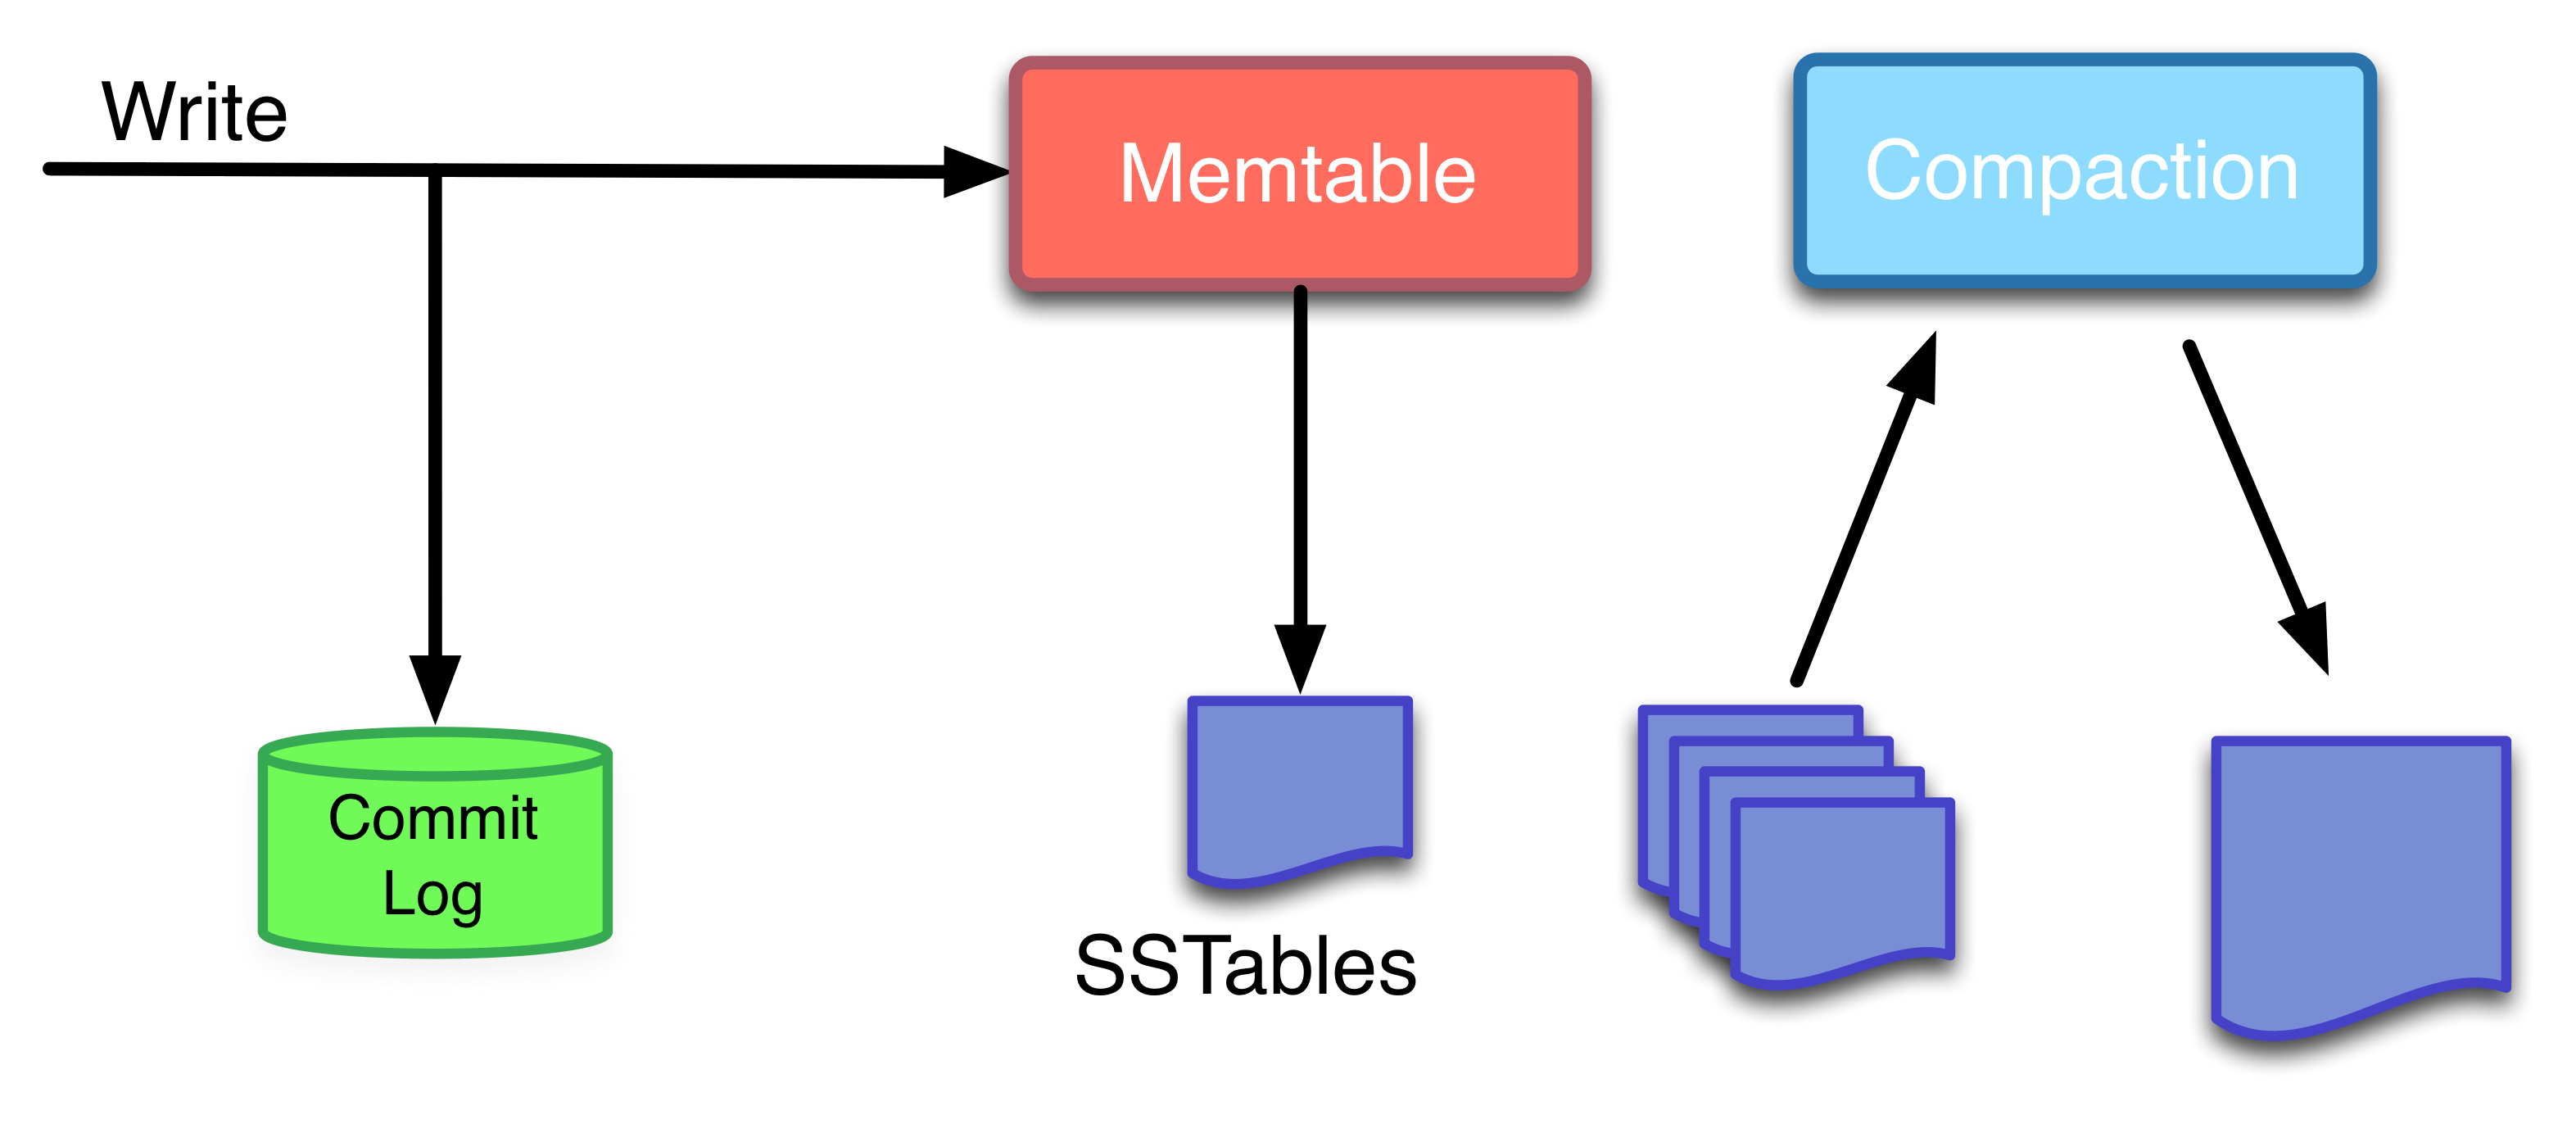 Write
Memtable
Compaction
Commit
Log
SSTables